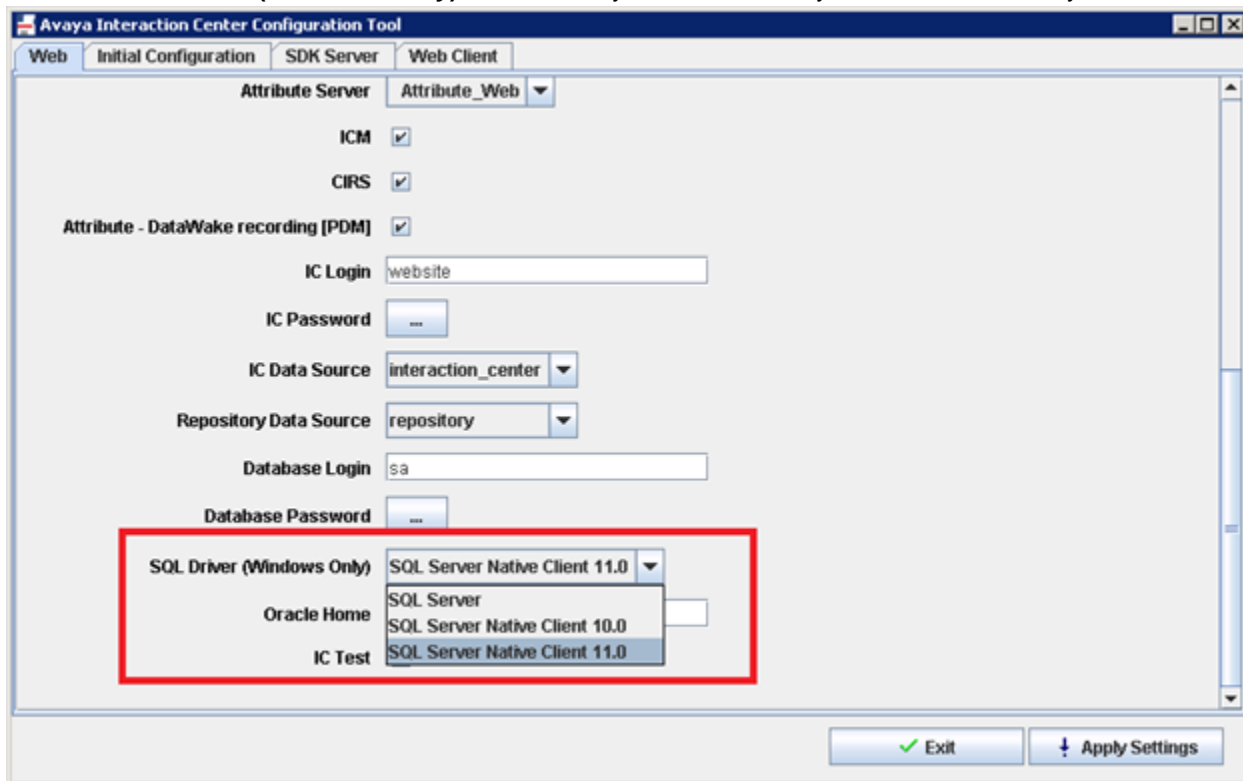 Avaya Interaction Center Configuration Tool
Web Initial Configuration SDK Server Web Client
Attribute Server Attribute_Web
ICM
CIRS
Attribute - DataWake recording [PDM]
IC Login website
IC Password ...
IC Data Source interaction_center
Repository Data Source repository
Database Login sa
Database Password ...
SQL Driver (Windows Only) SQL Server Native Client 11.0
SQL Server
Oracle Home SQL Server Native Client 10.0
IC Test SQL Server Native Client 11.0
Exit Apply Settings